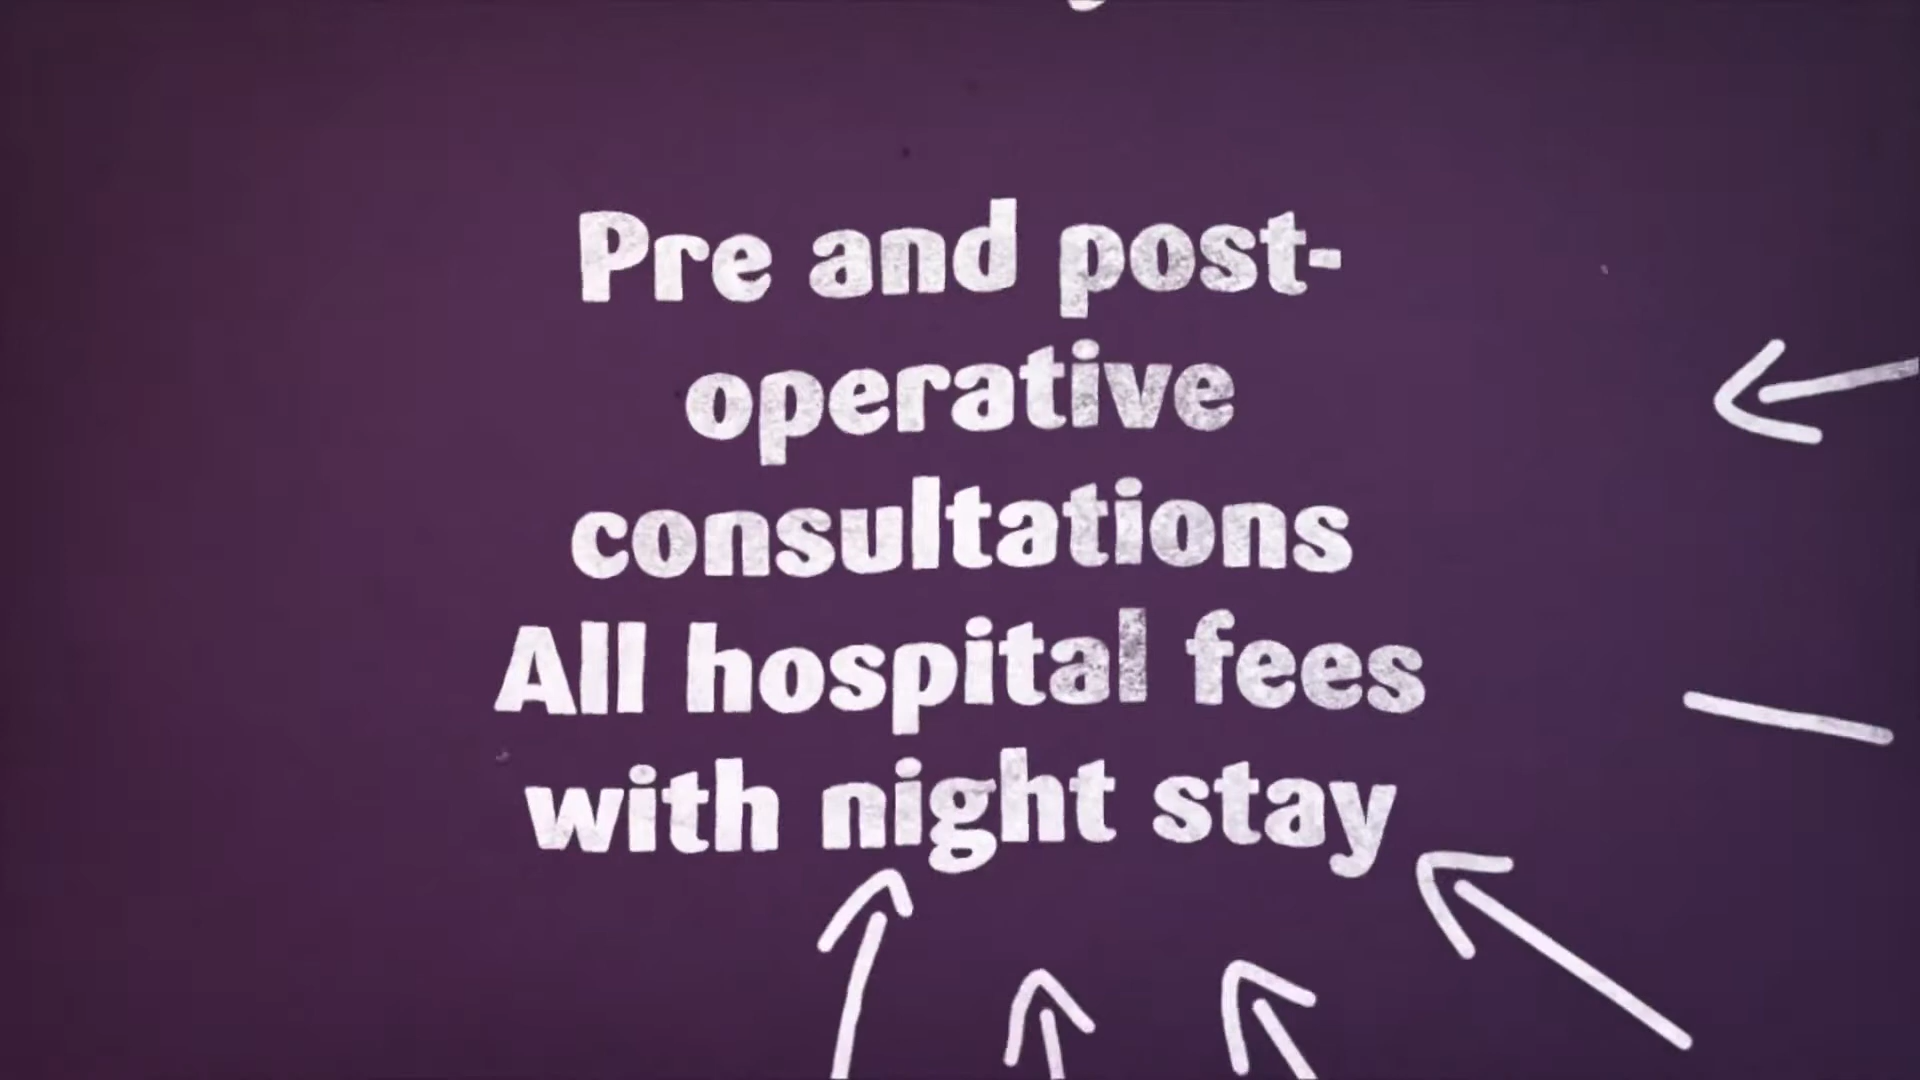 Pre and post-
operative
consultations
All hospital fees
with night stay